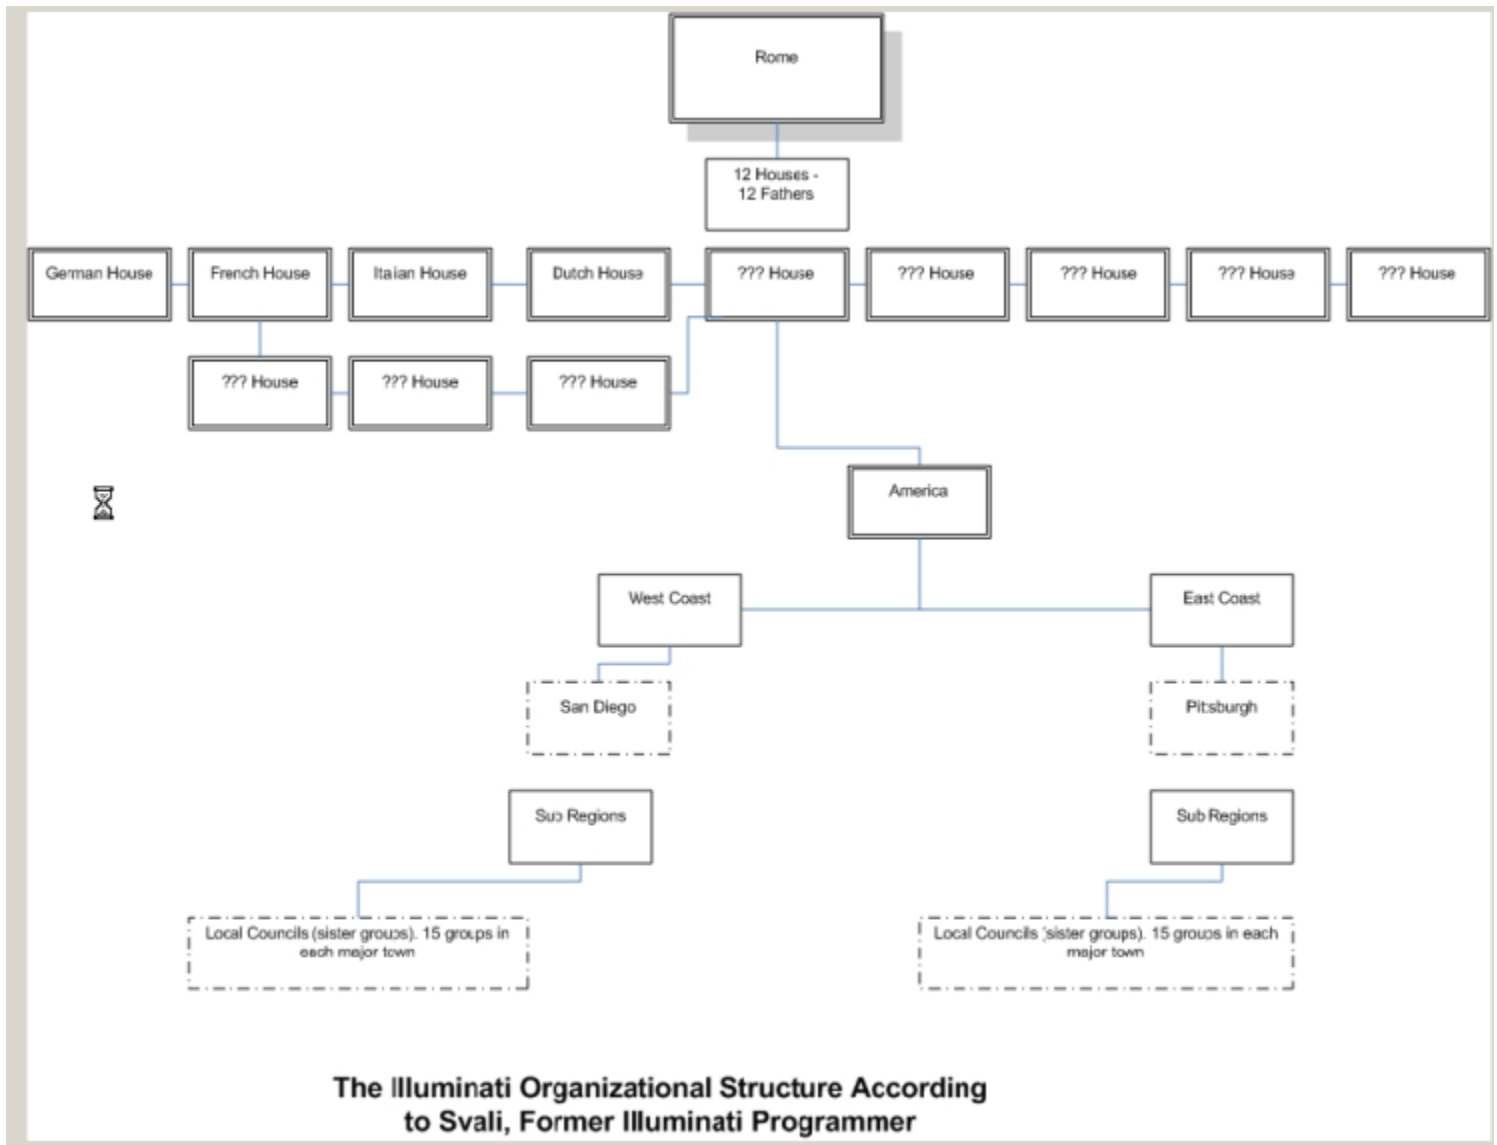 Rome
12 Houses -
12 Fathers
German House
French House
Itaian House
Dutch House
??? House
??? House
??? House
??? House
??? House
??? House
??? House
??? House
America
West Coast
East Coast
San Diego
Pittsburgh
Sub Regions
Sub Regions
Local Councils (sister groups). 15 groups in
each major town
Local Councils (sister groups). 15 groups in each
major town
The Illuminati Organizational Structure According
to Svali, Former Illuminati Programmer